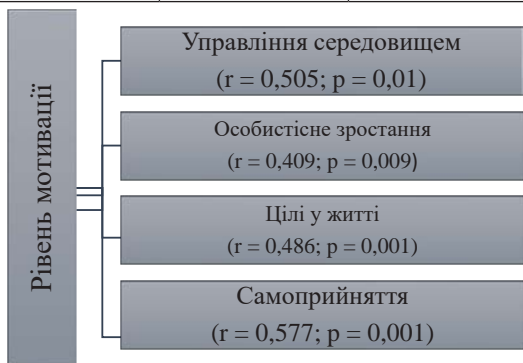 Рівень мотивації
Управління середовищем
(r = 0,505; p = 0,01)
Особистісне зростання
(r = 0,409; p = 0,009)
Цілі у житті
(r = 0,486; p = 0,001)
Самоприйняття
(r = 0,577; p = 0,001)